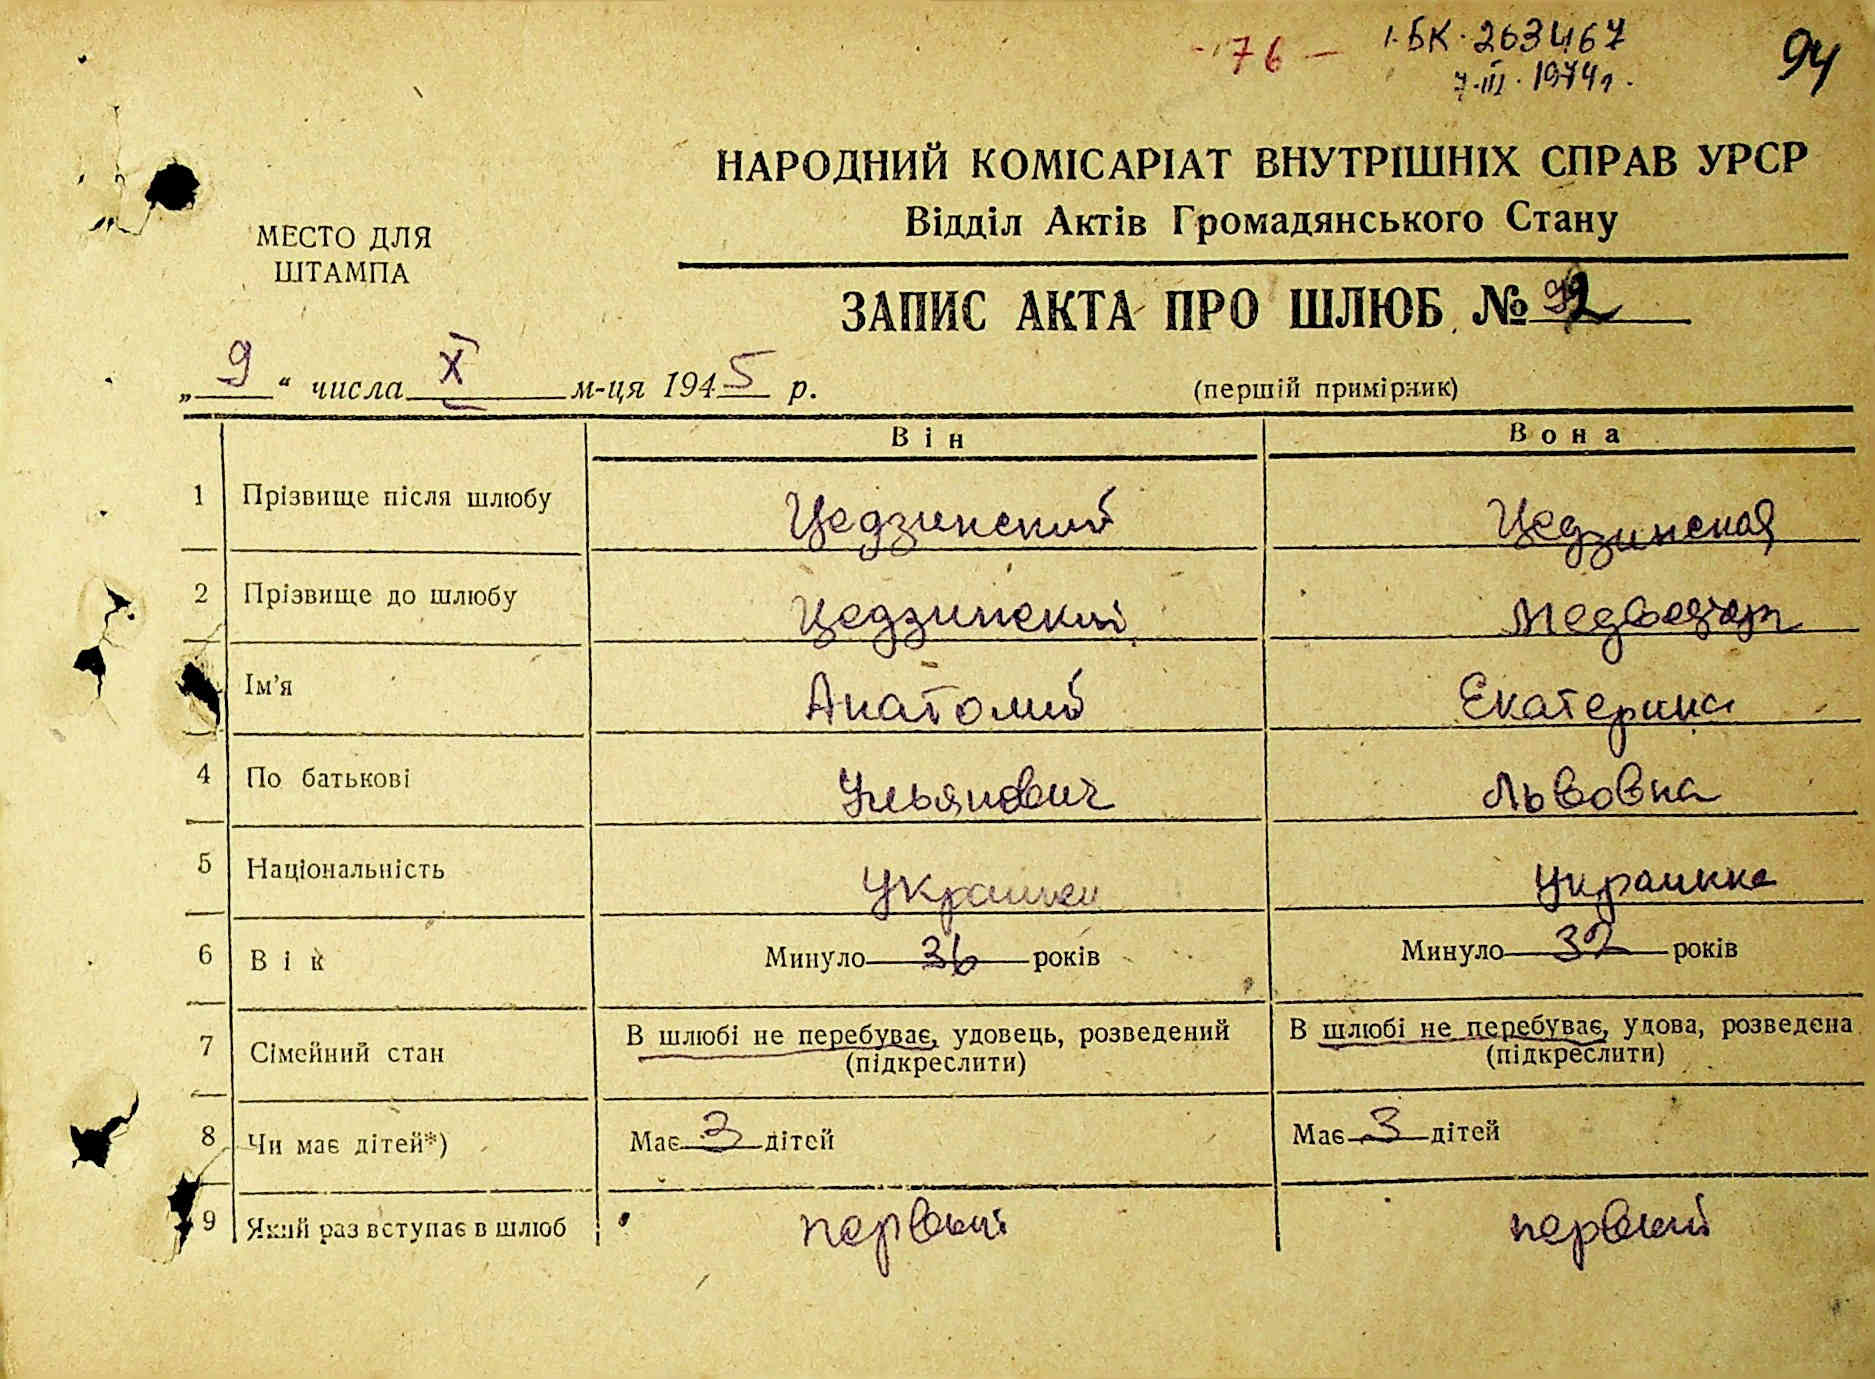 - 76 -
I-БК·263467
7·III·1974г.
94
НАРОДНИЙ КОМІСАРІАТ ВНУТРІШНІХ СПРАВ УРСР
Відділ Актів Громадянського Стану
МЕСТО ДЛЯ
ШТАМПА
ЗАПИС АКТА ПРО ШЛЮБ №
„9“ числа X м-ця 1945 р.
(перший примірник)
Він Вона
1 Прізвище після шлюбу Цедзинский Цедзинская
2 Прізвище до шлюбу Цедзинский
Ім'я Анатолий Екатерина
4 По батькові Ульянович Львовна
5 Національність Украинец Украинка
6 Вік Минуло 36 років Минуло 32 років
7 Сімейний стан В шлюбі не перебуває, удовець, розведений В шлюбі не перебуває, удова, розведена
(підкреслити) (підкреслити)
8 Чи має дітей*) Має 3 дітей Має 3 дітей
9 Який раз вступає в шлюб первый первый